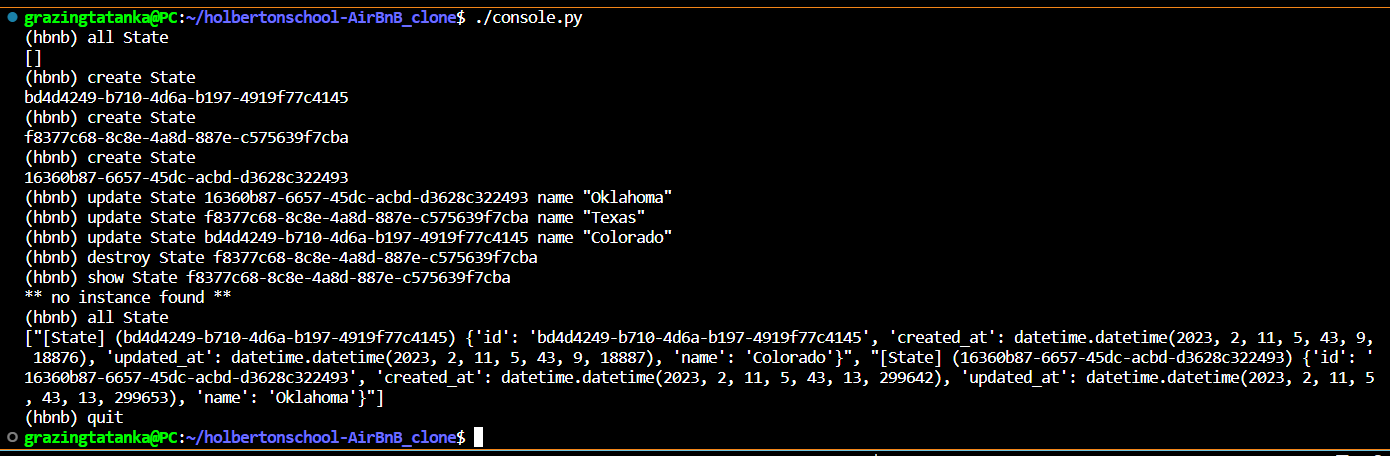 grazingtatanka@PC:~/holbertonschool-AirBnB_clone$ ./console.py
(hbnb) all State
[]
(hbnb) create State
bd4d4249-b710-4d6a-b197-4919f77c4145
(hbnb) create State
f8377c68-8c8e-4a8d-887e-c575639f7cba
(hbnb) create State
16360b87-6657-45dc-acbd-d3628c322493
(hbnb) update State 16360b87-6657-45dc-acbd-d3628c322493 name "Oklahoma"
(hbnb) update State f8377c68-8c8e-4a8d-887e-c575639f7cba name "Texas"
(hbnb) update State bd4d4249-b710-4d6a-b197-4919f77c4145 name "Colorado"
(hbnb) destroy State f8377c68-8c8e-4a8d-887e-c575639f7cba
(hbnb) show State f8377c68-8c8e-4a8d-887e-c575639f7cba
** no instance found **
(hbnb) all State
["[State] (bd4d4249-b710-4d6a-b197-4919f77c4145) {'id': 'bd4d4249-b710-4d6a-b197-4919f77c4145', 'created_at': datetime.datetime(2023, 2, 11, 5, 43, 9,
 18876), 'updated_at': datetime.datetime(2023, 2, 11, 5, 43, 9, 18887), 'name': 'Colorado'}", "[State] (16360b87-6657-45dc-acbd-d3628c322493) {'id': '
16360b87-6657-45dc-acbd-d3628c322493', 'created_at': datetime.datetime(2023, 2, 11, 5, 43, 13, 299642), 'updated_at': datetime.datetime(2023, 2, 11, 5
, 43, 13, 299653), 'name': 'Oklahoma'}"]
(hbnb) quit
grazingtatanka@PC:~/holbertonschool-AirBnB_clone$